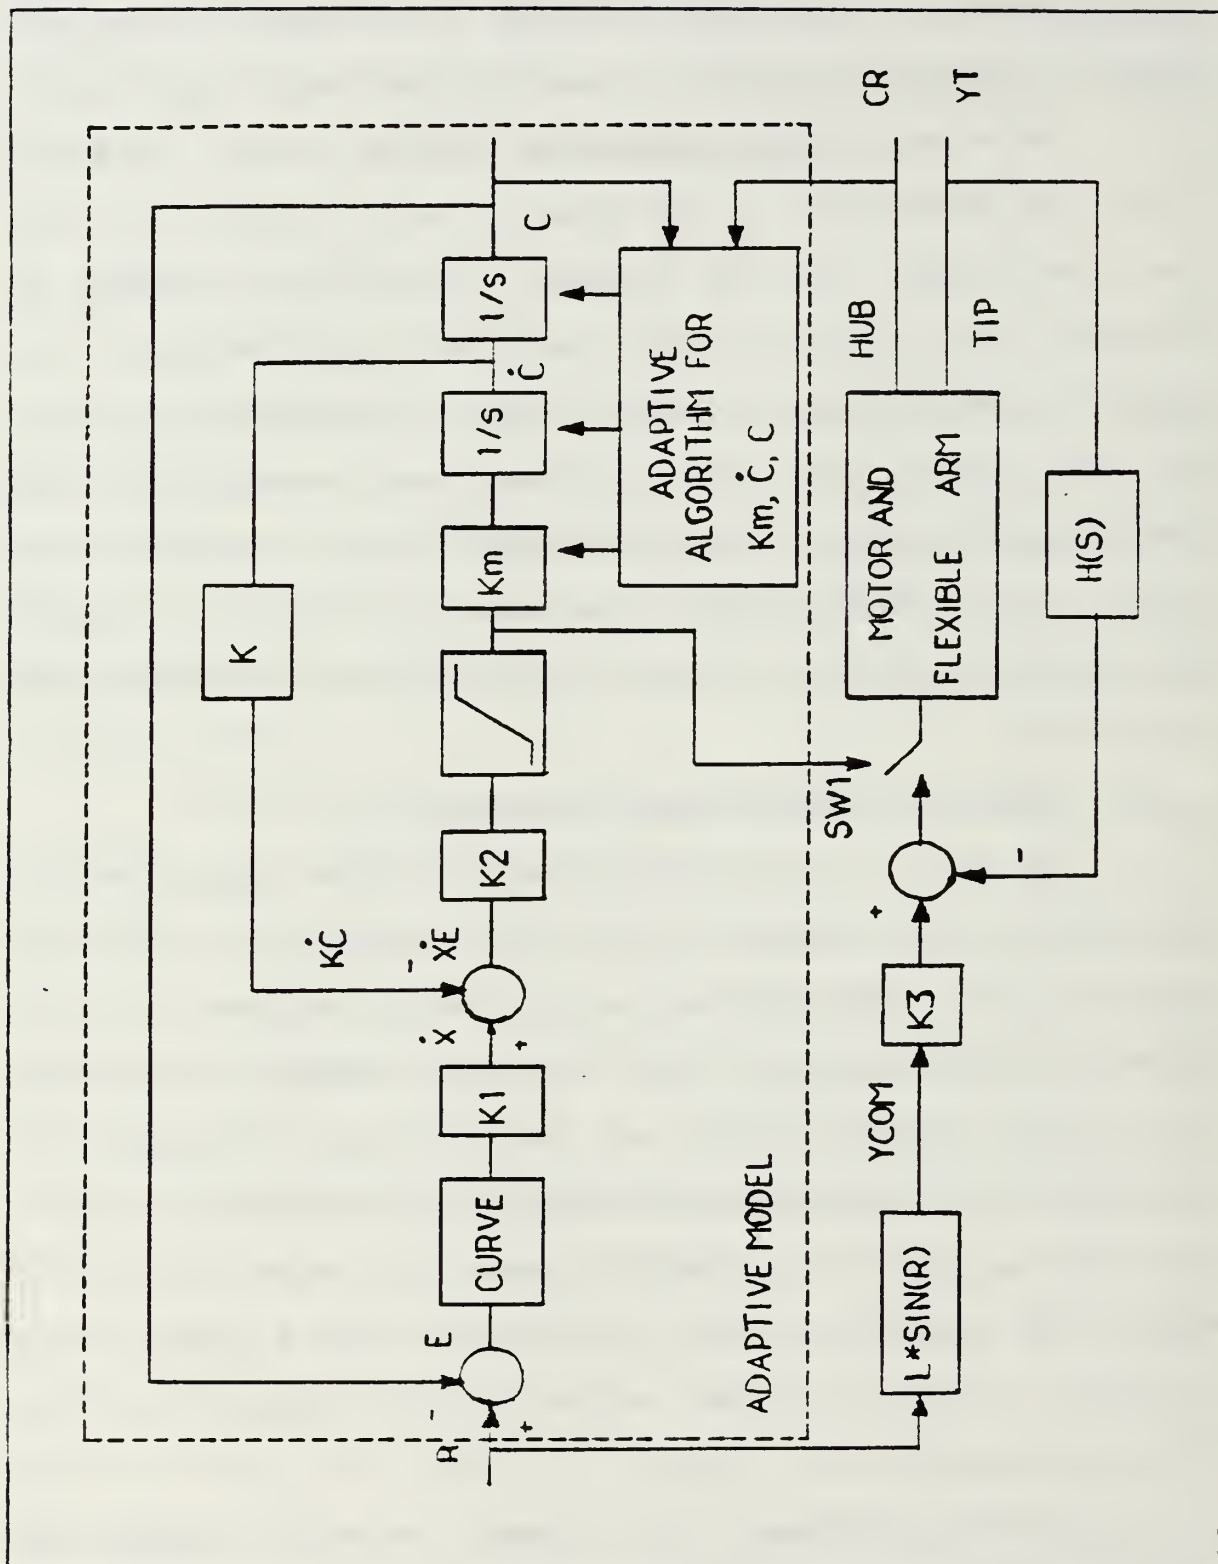 R
+
-
E
CURVE
K1
Ẋ
+
-
ẊE
KĊ
K
K2
Km
1/s
Ċ
1/s
C
ADAPTIVE
ALGORITHM FOR
Km, Ċ, C
ADAPTIVE MODEL
L*SIN(R)
YCOM
K3
+
-
SW1
MOTOR AND
FLEXIBLE ARM
HUB
CR
TIP
YT
H(S)